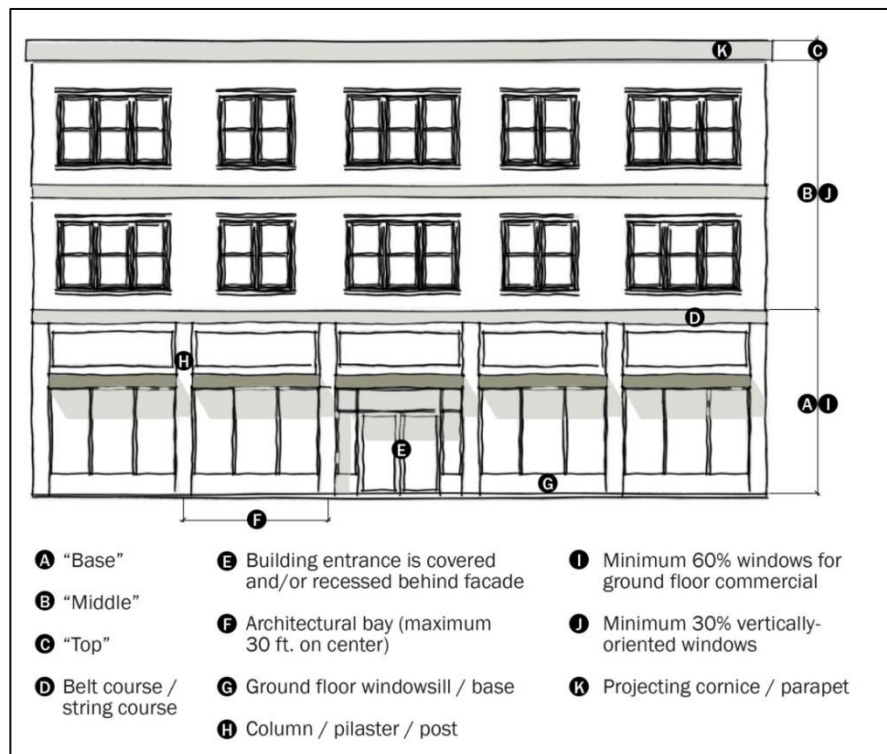 K C
B J
D
H
A I
E
G
F
A "Base"
B "Middle"
C "Top"
D Belt course /
string course
E Building entrance is covered
and/or recessed behind facade
F Architectural bay (maximum
30 ft. on center)
G Ground floor windowsill / base
H Column / pilaster / post
I Minimum 60% windows for
ground floor commercial
J Minimum 30% vertically-
oriented windows
K Projecting cornice / parapet